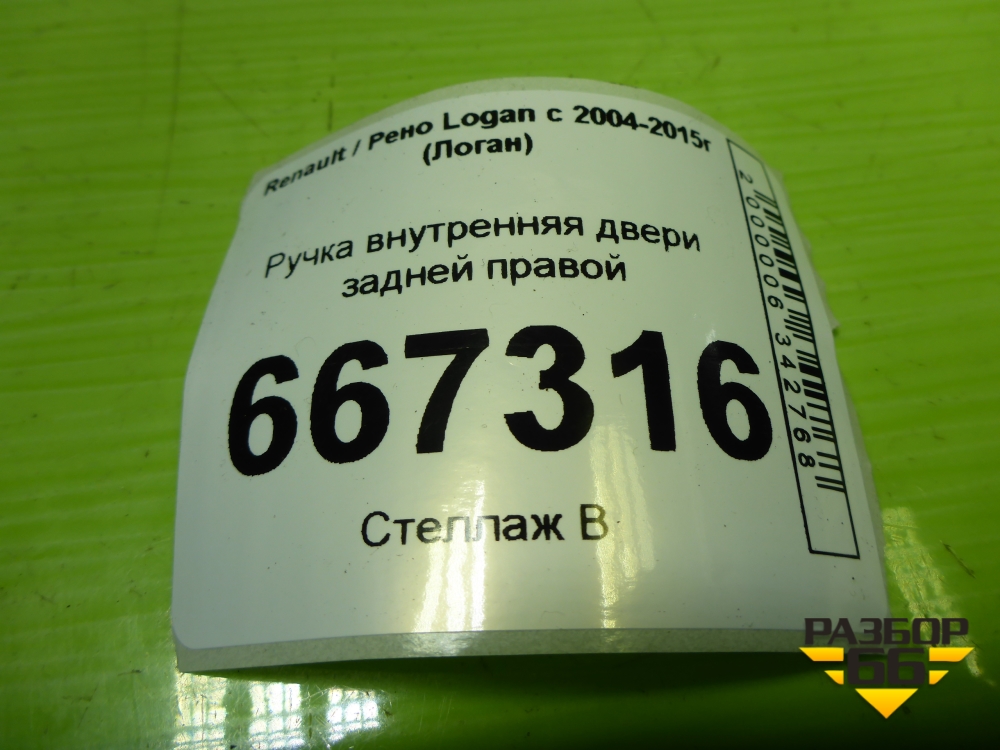 Renault / Рено Logan с 2004-2015г
(Логан)
Ручка внутренняя двери
задней правой
667316
Стеллаж В
2000006342768
РАЗБОР
66